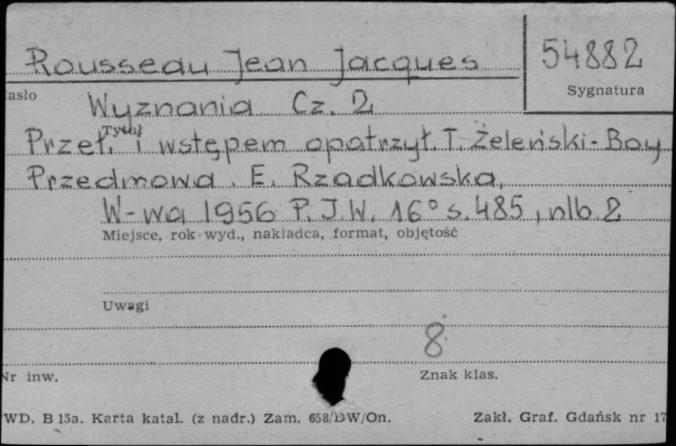 Rousseau Jean Jacques
54882
Sygnatura
asło
Wyznania Cz. 2
Tytuł
Przeł. i wstępem opatrzył. T. Żeleński-Boy
Przedmowa. E. Rzadkowska,
W-wa 1956 P.J.W. 16° s. 485, nlb. 2
Miejsce, rok wyd., nakładca, format, objętość
Uwagi
8
Nr inw.
Znak klas.
WD. B 15a. Karta katal. (z nadr.) Zam. 658/DW/On.
Zakł. Graf. Gdańsk nr 17